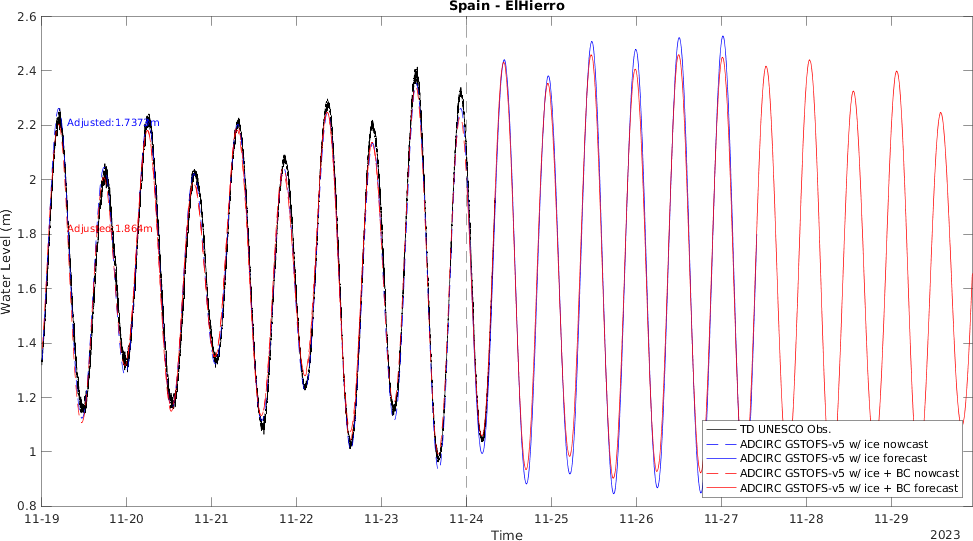 Spain - ElHierro
2.6
2.4
2.2
2
1.8
1.6
1.4
1.2
1
0.8
Water Level (m)
Adjusted:1.7373m
Adjusted:1.864m
TD UNESCO Obs.
ADCIRC GSTOFS-v5 w/ ice nowcast
ADCIRC GSTOFS-v5 w/ ice forecast
ADCIRC GSTOFS-v5 w/ ice + BC nowcast
ADCIRC GSTOFS-v5 w/ ice + BC forecast
11-19
11-20
11-21
11-22
11-23
11-24
11-25
11-26
11-27
11-28
11-29
Time
2023